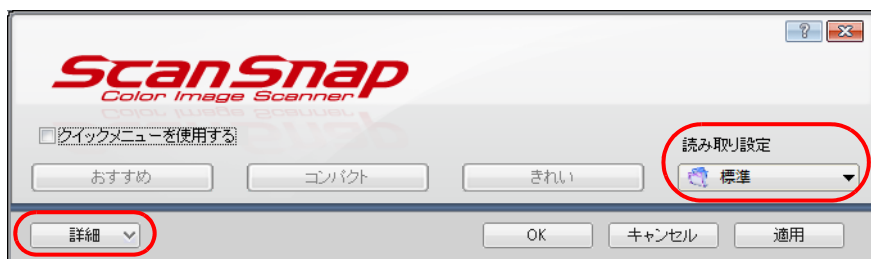 ScanSnap
Color Image Scanner
クイックメニューを使用する
読み取り設定
おすすめ
コンパクト
きれい
標準
詳細
OK
キャンセル
適用